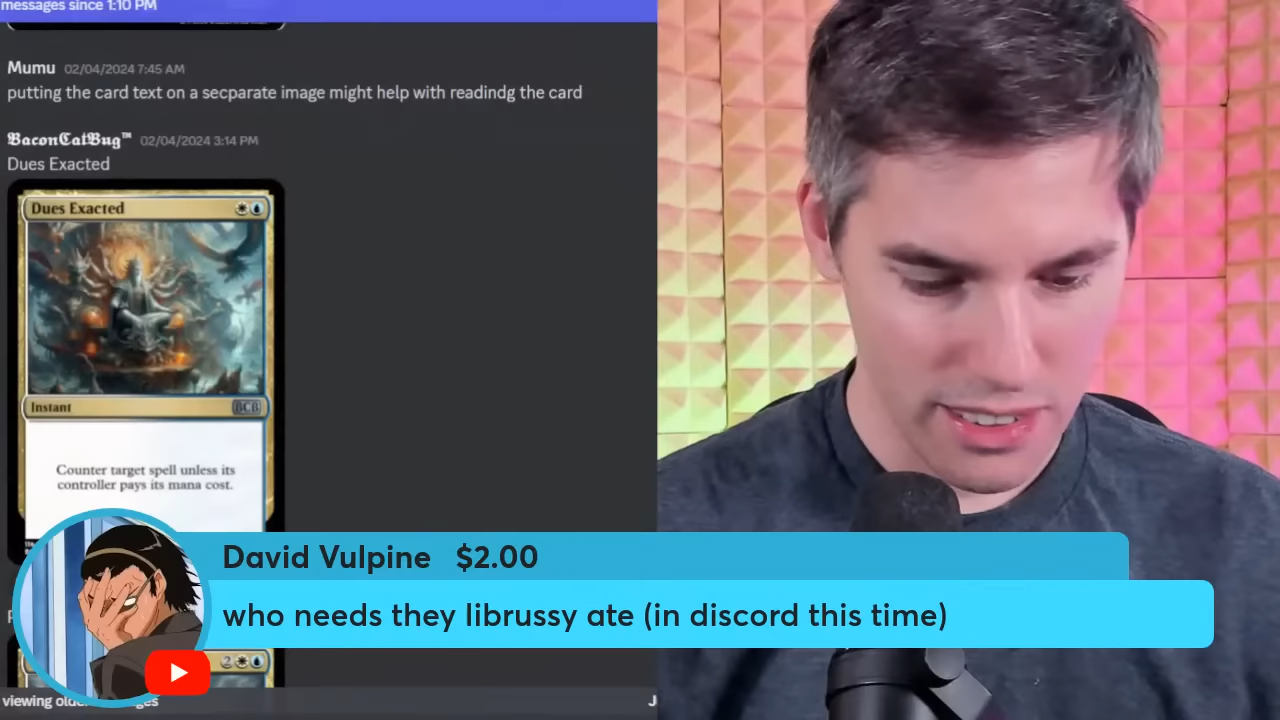 messages since 1:10 PM
Mumu 02/04/2024 7:45 AM
putting the card text on a secparate image might help with readindg the card
BaconCatBug™ 02/04/2024 3:14 PM
Dues Exacted
Dues Exacted
Instant BCB
Counter target spell unless its
controller pays its mana cost.
David Vulpine $2.00
who needs they librussy ate (in discord this time)
2
viewing